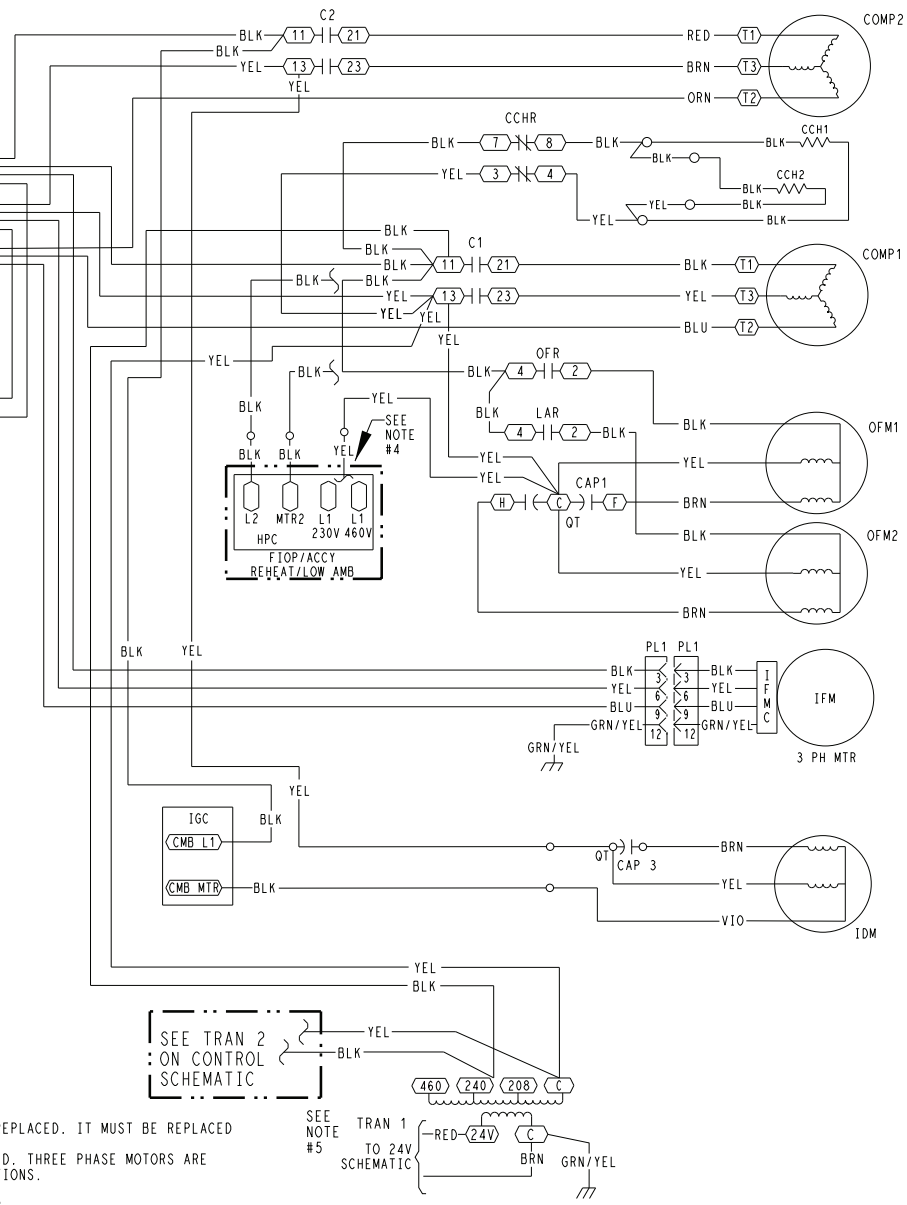 C2
COMP2
BLK 11 21 RED T1
BLK
YEL 13 23 BRN T3
YEL
ORN T2
CCHR
CCH1
BLK 7 8 BLK BLK
BLK
CCH2
YEL 3 4 BLK
YEL BLK
YEL BLK
BLK
C1
COMP1
BLK
BLK 11 21 BLK T1
BLK BLK
YEL 13 23 YEL T3
YEL YEL
BLU T2
YEL
YEL
OFR
BLK BLK 4 2
YEL
BLK
BLK LAR
SEE
NOTE
#4
BLK
OFM1
4 2 BLK
BLK BLK YEL
YEL YEL
YEL
CAP1
H C F BRN
QT
L2 MTR2 L1 L1
230V 460V
HPC
BLK
OFM2
FIOP/ACCY
REHEAT/LOW AMB
YEL
BRN
BLK YEL
PL1 PL1
BLK 3 3 BLK
YEL 6 6 YEL
BLU 9 9 BLU
GRN/YEL 12 12 GRN/YEL
IFMC
IFM
GRN/YEL
3 PH MTR
YEL
IGC
BLK
CMB L1
QT CAP 3
BRN
CMB MTR BLK
YEL
VIO
IDM
YEL
BLK
SEE TRAN 2
ON CONTROL
SCHEMATIC
YEL
BLK
460 240 208 C
SEE
NOTE
#5
TRAN 1
RED 24V C
TO 24V
SCHEMATIC
BRN GRN/YEL
EPLACED, IT MUST BE REPLACED
D. THREE PHASE MOTORS ARE
IONS.